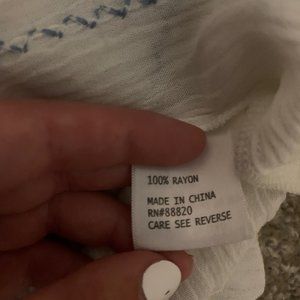 100% RAYON
MADE IN CHINA
RN#88820
CARE SEE REVERSE